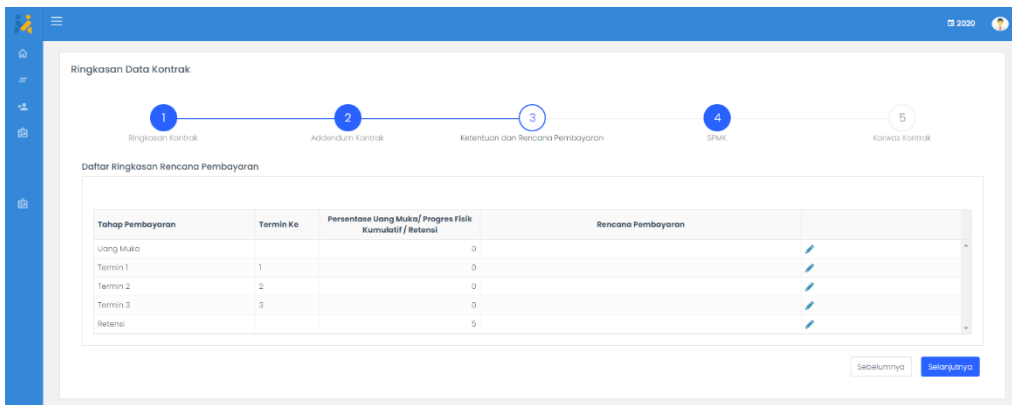 2020
Ringkasan Data Kontrak
1 2 3 4 5
Ringkasan Kontrak Addendum Kontrak Ketentuan dan Rencana Pembayaran SPMK Karwas Kontrak
Daftar Ringkasan Rencana Pembayaran
Tahap Pembayaran Termin Ke Persentase Uang Muka/ Progres Fisik Kumulatif / Retensi Rencana Pembayaran
Uang Muka 0
Termin 1 1 0
Termin 2 2 0
Termin 3 3 0
Retensi 5
Sebelumnya Selanjutnya